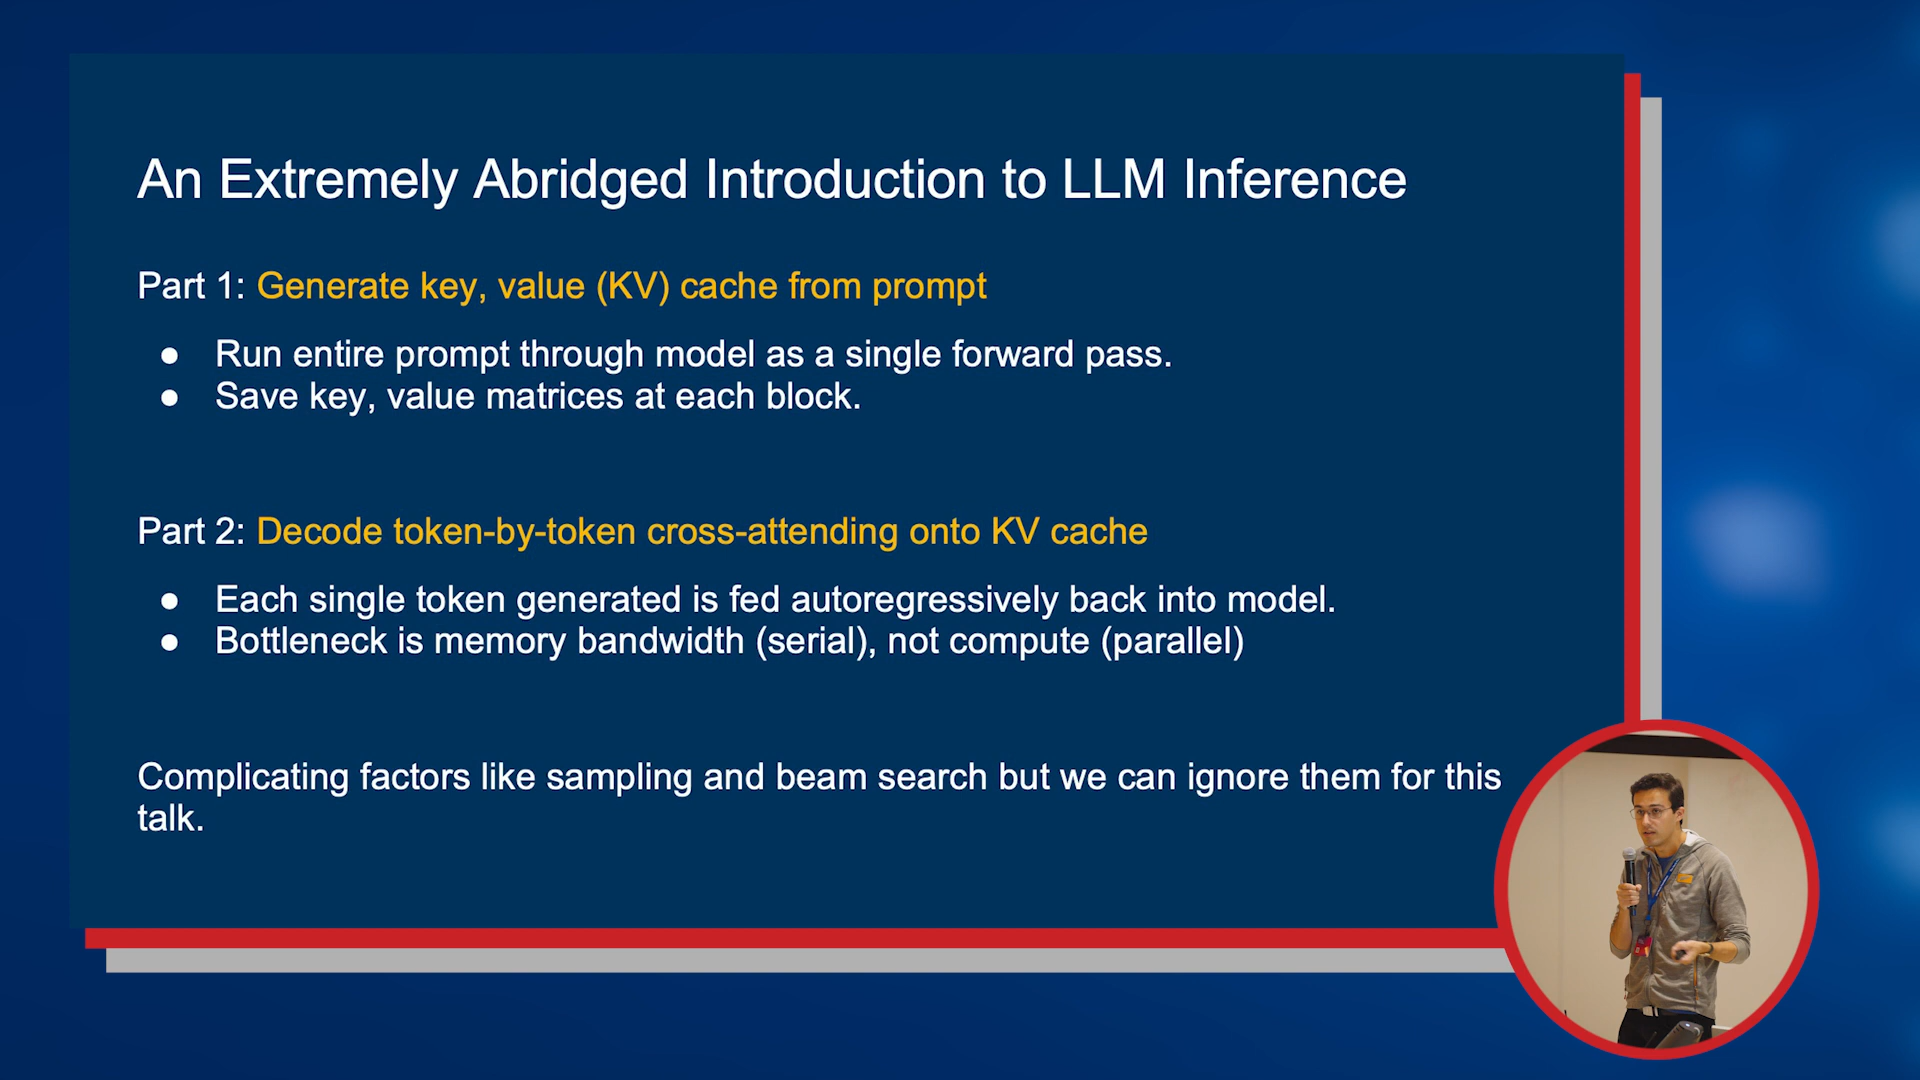 An Extremely Abridged Introduction to LLM Inference
Part 1: Generate key, value (KV) cache from prompt
● Run entire prompt through model as a single forward pass.
● Save key, value matrices at each block.
Part 2: Decode token-by-token cross-attending onto KV cache
● Each single token generated is fed autoregressively back into model.
● Bottleneck is memory bandwidth (serial), not compute (parallel)
Complicating factors like sampling and beam search but we can ignore them for this
talk.